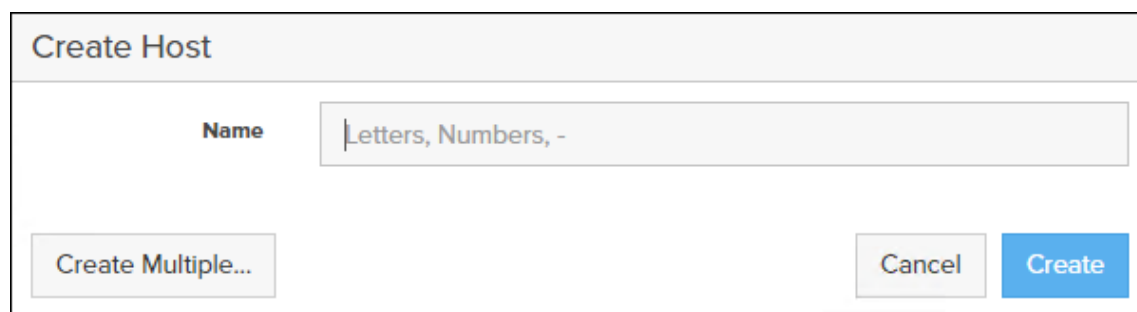 Create Host
Name
Letters, Numbers, -
Create Multiple...
Cancel
Create